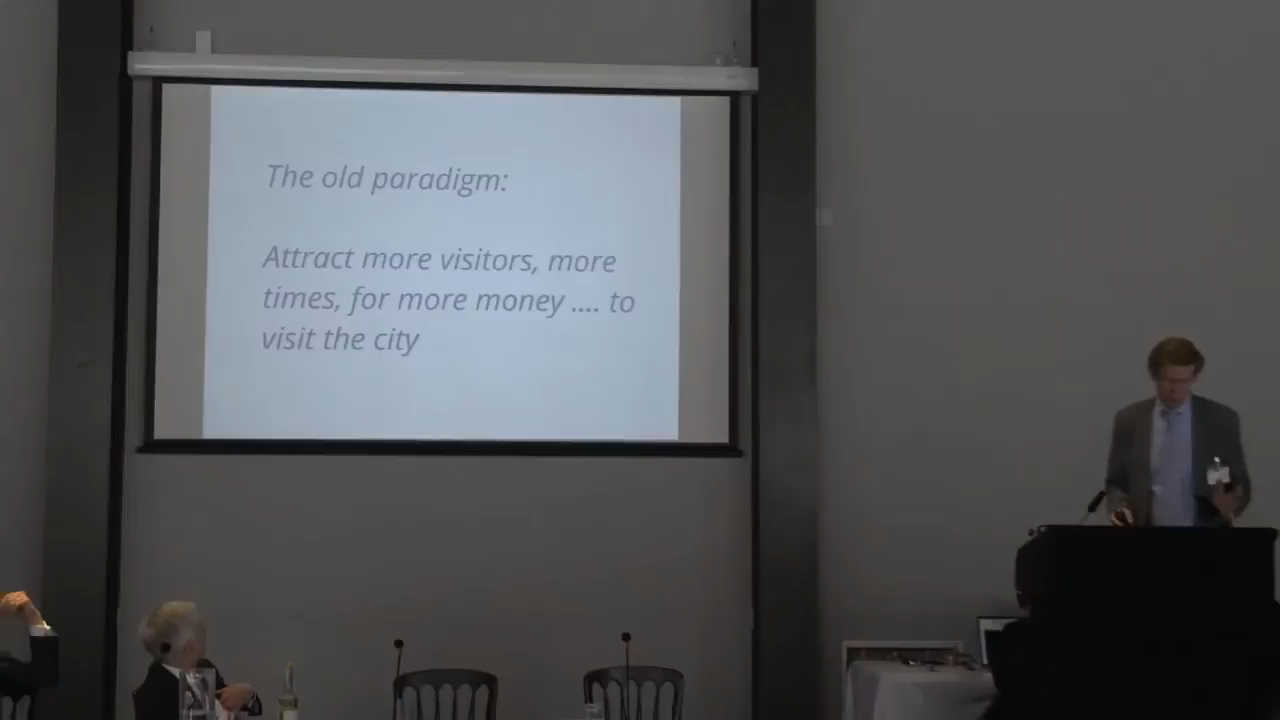 The old paradigm:
Attract more visitors, more
times, for more money .... to
visit the city